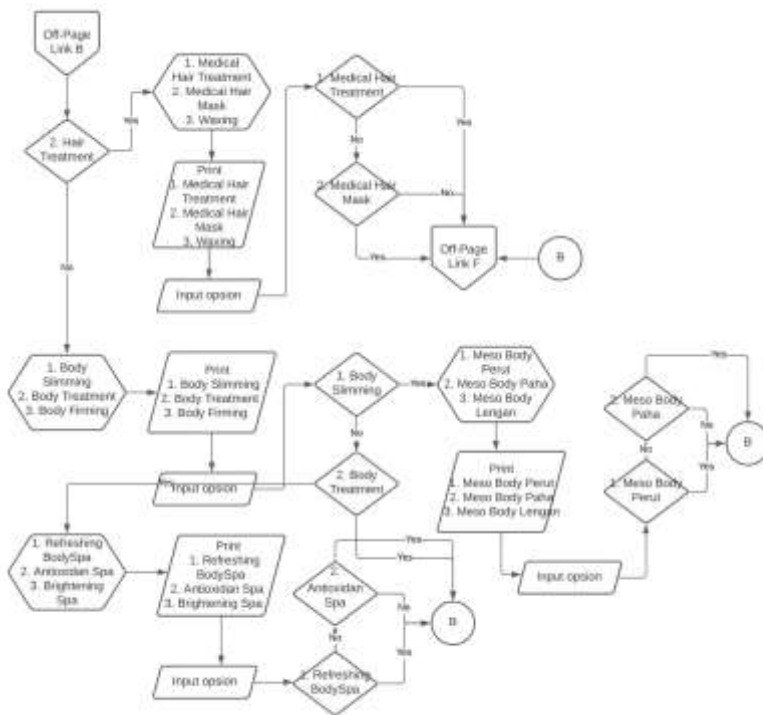 Off-Page
Link B
2. Hair
Treatment
Yes
No
1. Medical
Hair Treatment
2. Medical Hair
Mask
3. Waxing
Print
1. Medical Hair
Treatment
2. Medical Hair
Mask
3. Waxing
Input opsion
1. Medical Hair
Treatment
Yes
No
2. Medical Hair
Mask
No
Yes
Off-Page
Link F
B
1. Body
Slimming
2. Body Treatment
3. Body Firming
Print
1. Body Slimming
2. Body Treatment
3. Body Firming
Input opsion
1. Body
Slimming
Yes
No
2. Body
Treatment
Yes
1. Meso Body
Perut
2. Meso Body Paha
3. Meso Body
Lengan
Print
1. Meso Body Perut
2. Meso Body Paha
3. Meso Body Lengan
Input opsion
1. Meso Body
Perut
Yes
No
2. Meso Body
Paha
Yes
No
B
1. Refreshing
BodySpa
2. Antioxidan Spa
3. Brightening
Spa
Print
1. Refreshing
BodySpa
2. Antioxidan Spa
3. Brightening Spa
Input opsion
BodySpa
Yes
No
2.
Antioxidan
Spa
Yes
No
Yes
B